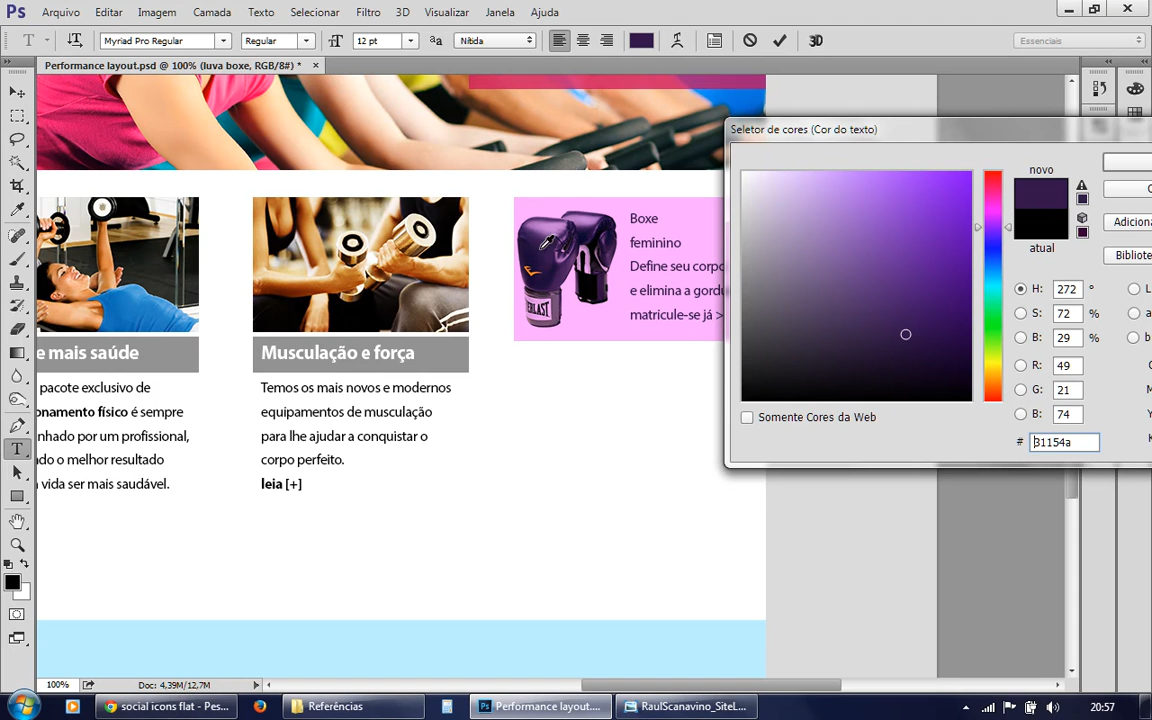 Ps Arquivo Editar Imagem Camada Texto Selecionar Filtro 3D Visualizar Janela Ajuda
T Myriad Pro Regular Regular 12 pt aa Nítida 3D Essenciais
Performance layout.psd @ 100% (luva boxe, RGB/8#) * ×
Seletor de cores (Cor do texto)
novo
atual
Adiciona
Bibliote
H: 272 °
S: 72 %
B: 29 %
R: 49
G: 21
B: 74
L
a
b
M
Y
K
Somente Cores da Web
# 31154a
Boxe
feminino
Define seu corpo
e elimina a gordu
matricule-se já >
EVERLAST
e mais saúde
pacote exclusivo de
onamento físico é sempre
nhado por um profissional,
ndo o melhor resultado
vida ser mais saudável.
Musculação e força
Temos os mais novos e modernos
equipamentos de musculação
para lhe ajudar a conquistar o
corpo perfeito.
leia [+]
100% Doc: 4,39M/12,7M
social icons flat - Pes... Referências Performance layout.... RaulScanavino_SiteL... 20:57